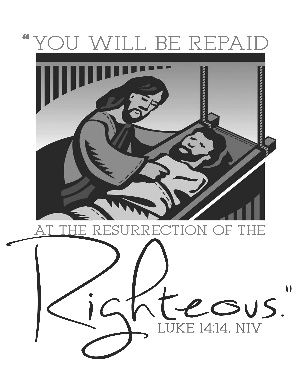 “YOU WILL BE REPAID
AT THE RESURRECTION OF THE
Righteous.”
LUKE 14:14, NIV